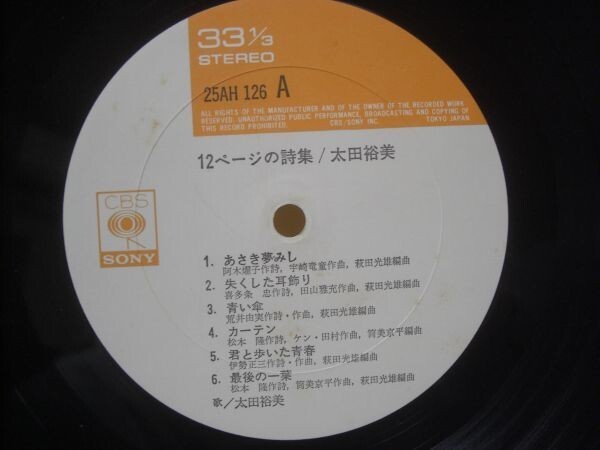 33 1/3
STEREO
25AH 126 A
ALL RIGHTS OF THE MANUFACTURER AND OF THE OWNER OF THE RECORDED WORK
RESERVED. UNAUTHORIZED PUBLIC PERFORMANCE, BROADCASTING AND COPYING OF
THIS RECORD PROHIBITED. CBS/SONY INC. TOKYO JAPAN
12ページの詩集/太田裕美
CBS
SONY
1. あさき夢みし
阿木燿子作詩, 宇崎竜童作曲, 萩田光雄編曲
2. 失くした耳飾り
喜多条 忠作詩, 田山雅充作曲, 萩田光雄編曲
3. 青い傘
荒井由実作詩・作曲, 萩田光雄編曲
4. カーテン
松本 隆作詩, ケン・田村作曲, 筒美京平編曲
5. 君と歩いた青春
伊勢正三作詩・作曲, 萩田光雄編曲
6. 最後の一葉
松本 隆作詩, 筒美京平作曲, 萩田光雄編曲
歌/太田裕美